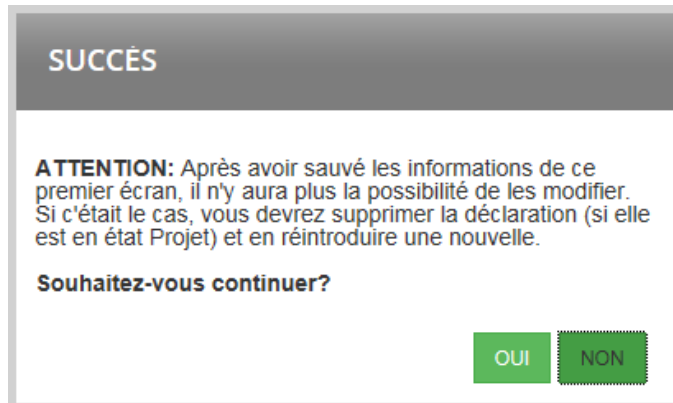 SUCCÈS
ATTENTION: Après avoir sauvé les informations de ce
premier écran, il n'y aura plus la possibilité de les modifier.
Si c'était le cas, vous devrez supprimer la déclaration (si elle
est en état Projet) et en réintroduire une nouvelle.
Souhaitez-vous continuer?
OUI NON